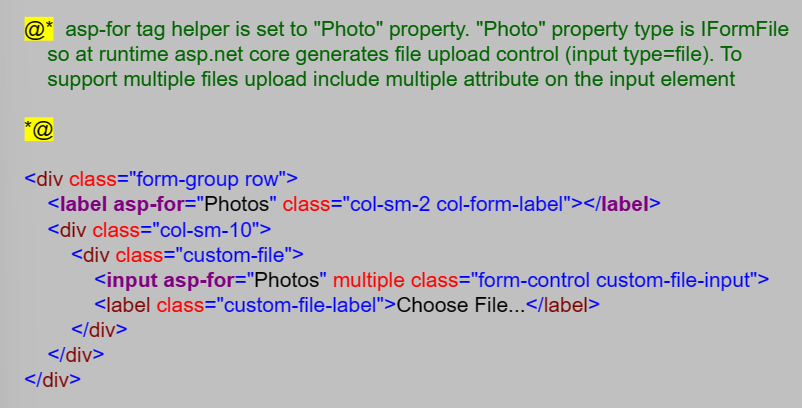 @*  asp-for tag helper is set to "Photo" property. "Photo" property type is IFormFile
so at runtime asp.net core generates file upload control (input type=file). To
support multiple files upload include multiple attribute on the input element
*@
<div class="form-group row">
<label asp-for="Photos" class="col-sm-2 col-form-label"></label>
<div class="col-sm-10">
<div class="custom-file">
<input asp-for="Photos" multiple class="form-control custom-file-input">
<label class="custom-file-label">Choose File...</label>
</div>
</div>
</div>